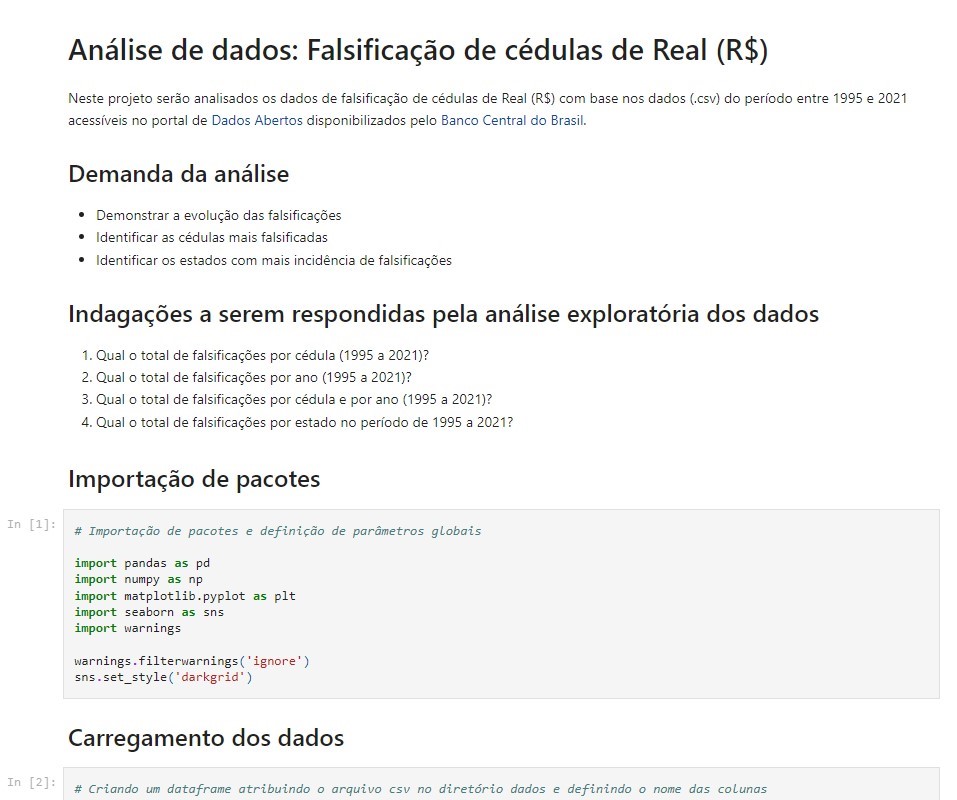 Análise de dados: Falsificação de cédulas de Real (R$)
Neste projeto serão analisados os dados de falsificação de cédulas de Real (R$) com base nos dados (.csv) do período entre 1995 e 2021
acessíveis no portal de Dados Abertos disponibilizados pelo Banco Central do Brasil.
Demanda da análise
• Demonstrar a evolução das falsificações
• Identificar as cédulas mais falsificadas
• Identificar os estados com mais incidência de falsificações
Indagações a serem respondidas pela análise exploratória dos dados
1. Qual o total de falsificações por cédula (1995 a 2021)?
2. Qual o total de falsificações por ano (1995 a 2021)?
3. Qual o total de falsificações por cédula e por ano (1995 a 2021)?
4. Qual o total de falsificações por estado no período de 1995 a 2021?
Importação de pacotes
In [1]:
# Importação de pacotes e definição de parâmetros globais
import pandas as pd
import numpy as np
import matplotlib.pyplot as plt
import seaborn as sns
import warnings
warnings.filterwarnings('ignore')
sns.set_style('darkgrid')
Carregamento dos dados
In [2]:
# Criando um dataframe atribuindo o arquivo csv no diretório dados e definindo o nome das colunas